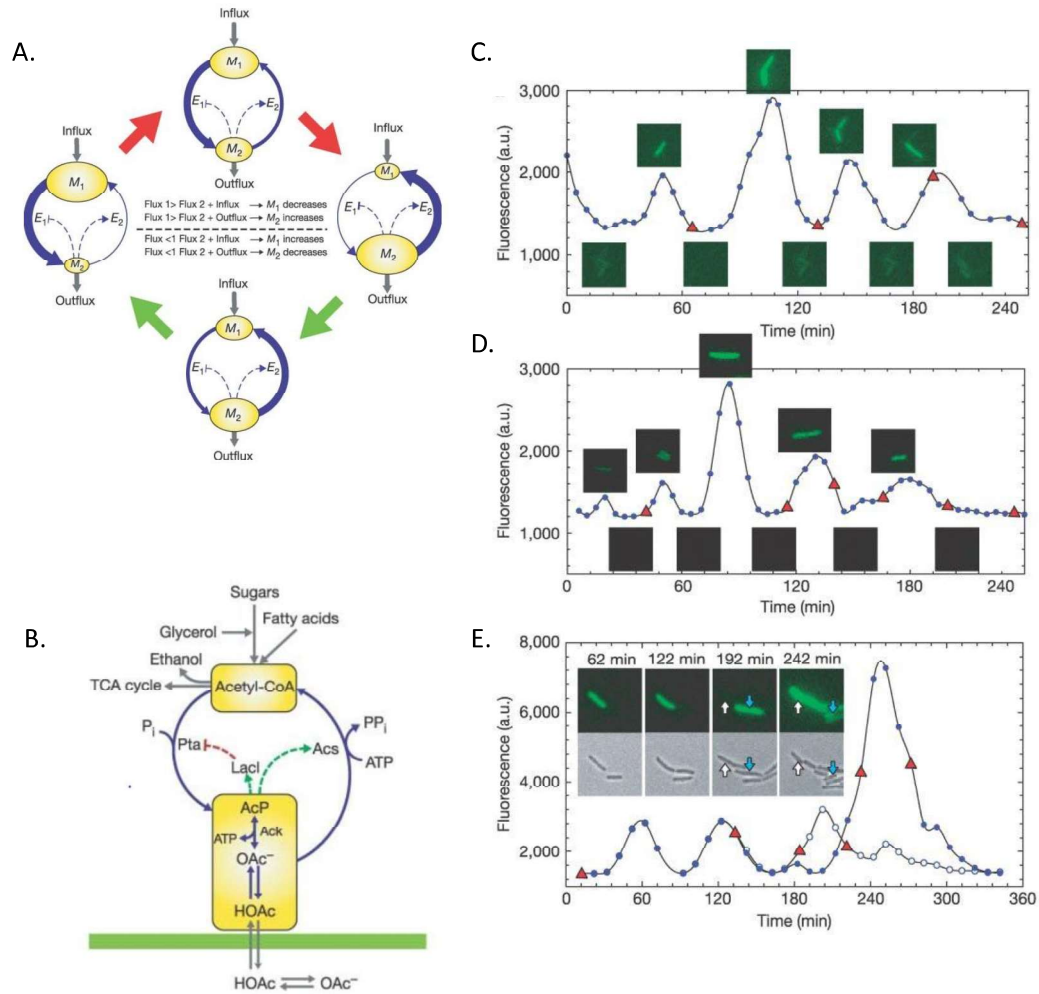 A.
Influx
M1
E1
E2
M2
Outflux
Influx
M1
E1
E2
M2
Outflux
Influx
M1
E1
E2
M2
Outflux
Flux 1> Flux 2 + Influx → M1 decreases
Flux 1> Flux 2 + Outflux → M2 increases
Flux <1 Flux 2 + Influx → M1 increases
Flux <1 Flux 2 + Outflux → M2 decreases
Influx
M1
E1
E2
M2
Outflux
B.
Sugars
Glycerol
Fatty acids
Ethanol
TCA cycle
Acetyl-CoA
Pi
PPi
Pta
Acs
ATP
LacI
AcP
ATP
Ack
OAc−
HOAc
HOAc
OAc−
C.
Fluorescence (a.u.)
3,000
2,000
1,000
0
60
120
180
240
Time (min)
D.
Fluorescence (a.u.)
3,000
2,000
1,000
0
60
120
180
240
Time (min)
E.
Fluorescence (a.u.)
8,000
6,000
4,000
2,000
62 min
122 min
192 min
242 min
0
60
120
180
240
300
360
Time (min)